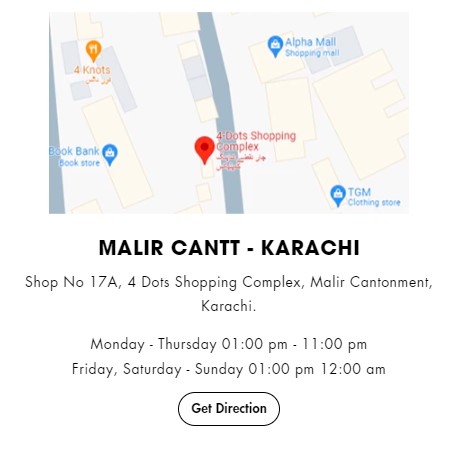 Alpha Mall
Shopping mall
4 Knots
4 Dots Shopping
Complex
Book Bank
Book store
TGM
Clothing store
MALIR CANTT - KARACHI
Shop No 17A, 4 Dots Shopping Complex, Malir Cantonment,
Karachi.
Monday - Thursday 01:00 pm - 11:00 pm
Friday, Saturday - Sunday 01:00 pm 12:00 am
Get Direction